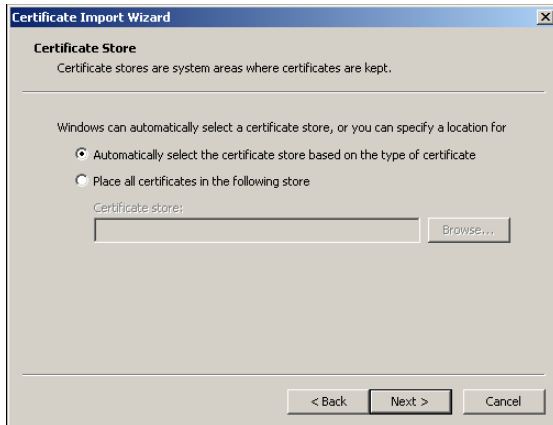 Certificate Import Wizard
Certificate Store
Certificate stores are system areas where certificates are kept.
Windows can automatically select a certificate store, or you can specify a location for
Automatically select the certificate store based on the type of certificate
Place all certificates in the following store
Certificate store:
Browse...
< Back Next > Cancel